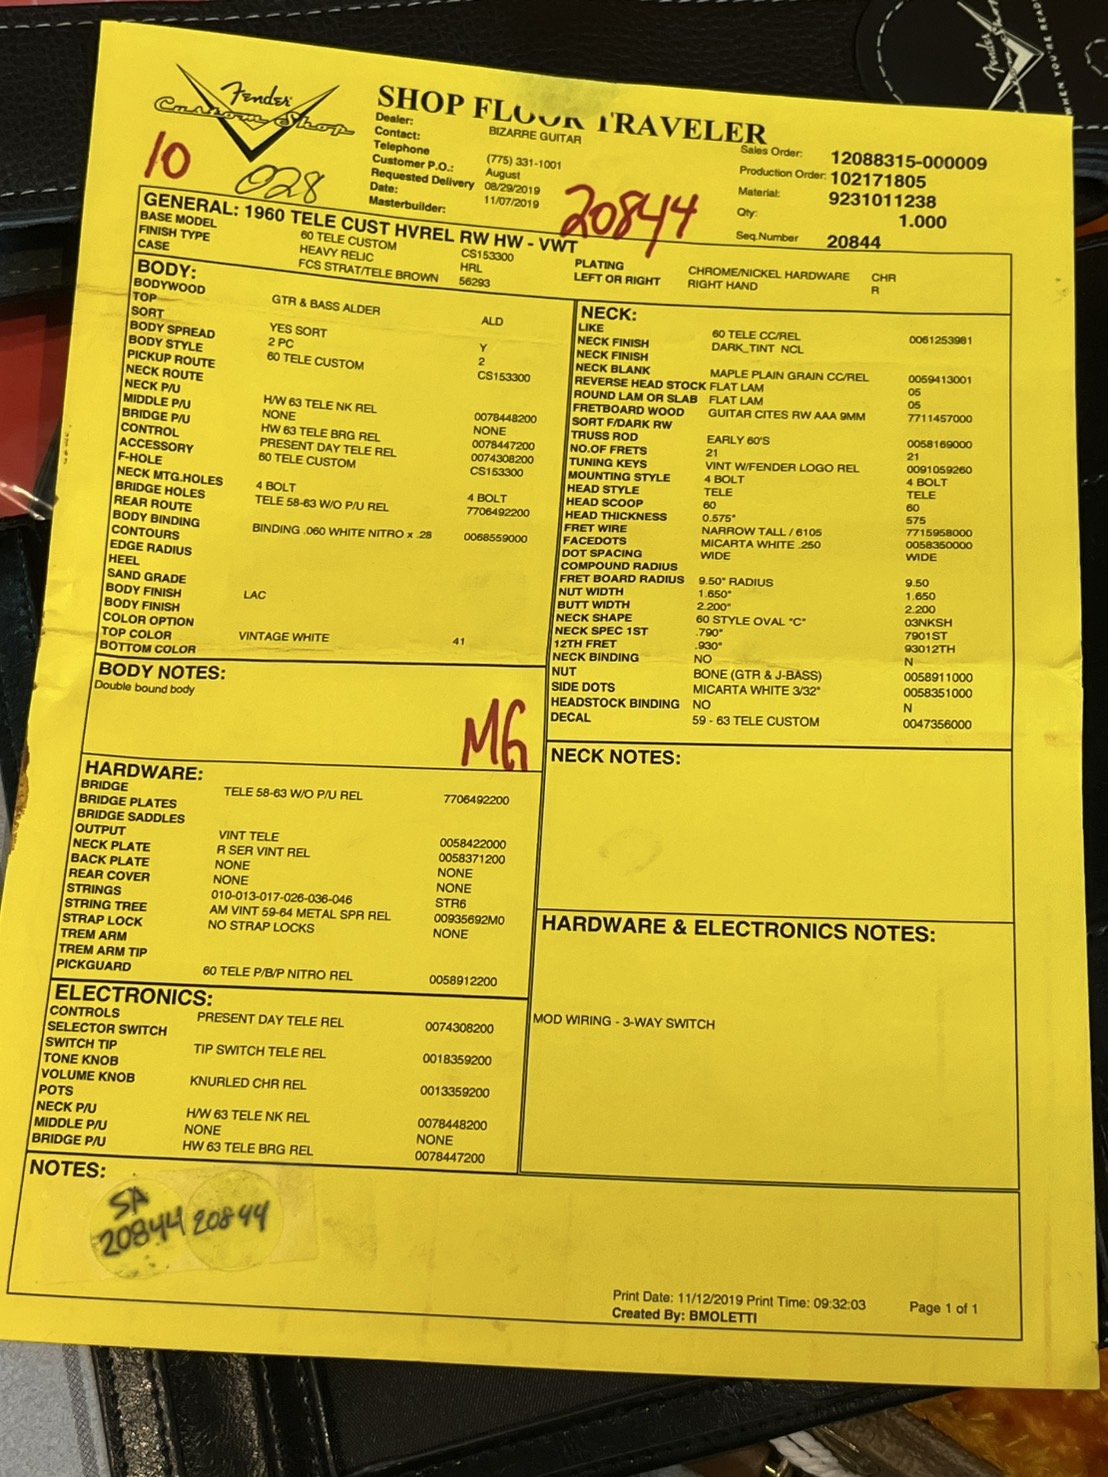 Fender
Custom Shop
WHEN YOU'RE READY
SHOP FLOOR TRAVELER
Dealer: BIZARRE GUITAR
Contact:
Telephone (775) 331-1001
Customer P.O.: August
Requested Delivery 08/29/2019
Date: 11/07/2019
Masterbuilder:
Sales Order: 12088315-000009
Production Order: 102171805
Material: 9231011238
Qty: 1.000
Seq.Number 20844
10
028
20844
GENERAL: 1960 TELE CUST HVREL RW HW - VWT
BASE MODEL 60 TELE CUSTOM CS153300
FINISH TYPE HEAVY RELIC HRL
CASE FCS STRAT/TELE BROWN 56293
PLATING CHROME/NICKEL HARDWARE CHR
LEFT OR RIGHT RIGHT HAND R
BODY:
BODYWOOD GTR & BASS ALDER ALD
TOP
SORT YES SORT Y
BODY SPREAD 2 PC 2
BODY STYLE 60 TELE CUSTOM CS153300
PICKUP ROUTE
NECK ROUTE
NECK P/U H/W 63 TELE NK REL 0078448200
MIDDLE P/U NONE NONE
BRIDGE P/U HW 63 TELE BRG REL 0078447200
CONTROL PRESENT DAY TELE REL 0074308200
ACCESSORY 60 TELE CUSTOM CS153300
F-HOLE
NECK MTG.HOLES 4 BOLT 4 BOLT
BRIDGE HOLES TELE 58-63 W/O P/U REL 7706492200
REAR ROUTE
BODY BINDING BINDING .060 WHITE NITRO x .28 0068559000
CONTOURS
EDGE RADIUS
HEEL
SAND GRADE
BODY FINISH LAC
BODY FINISH
COLOR OPTION
TOP COLOR VINTAGE WHITE 41
BOTTOM COLOR
BODY NOTES:
Double bound body
MG
HARDWARE:
BRIDGE TELE 58-63 W/O P/U REL 7706492200
BRIDGE PLATES
BRIDGE SADDLES
OUTPUT VINT TELE 0058422000
NECK PLATE R SER VINT REL 0058371200
BACK PLATE NONE NONE
REAR COVER NONE NONE
STRINGS 010-013-017-026-036-046 STR6
STRING TREE AM VINT 59-64 METAL SPR REL 00935692M0
STRAP LOCK NO STRAP LOCKS NONE
TREM ARM
TREM ARM TIP
PICKGUARD 60 TELE P/B/P NITRO REL 0058912200
ELECTRONICS:
CONTROLS PRESENT DAY TELE REL 0074308200
SELECTOR SWITCH
SWITCH TIP TIP SWITCH TELE REL 0018359200
TONE KNOB
VOLUME KNOB KNURLED CHR REL 0013359200
POTS
NECK P/U H/W 63 TELE NK REL 0078448200
MIDDLE P/U NONE NONE
BRIDGE P/U HW 63 TELE BRG REL 0078447200
NECK:
LIKE 60 TELE CC/REL 0061253981
NECK FINISH DARK_TINT NCL
NECK FINISH
NECK BLANK MAPLE PLAIN GRAIN CC/REL 0059413001
REVERSE HEAD STOCK FLAT LAM 05
ROUND LAM OR SLAB FLAT LAM 05
FRETBOARD WOOD GUITAR CITES RW AAA 9MM 7711457000
SORT F/DARK RW
TRUSS ROD EARLY 60'S 0058169000
NO.OF FRETS 21 21
TUNING KEYS VINT W/FENDER LOGO REL 0091059260
MOUNTING STYLE 4 BOLT 4 BOLT
HEAD STYLE TELE TELE
HEAD SCOOP 60 60
HEAD THICKNESS 0.575" 575
FRET WIRE NARROW TALL / 6105 7715958000
FACEDOTS MICARTA WHITE .250 0058350000
DOT SPACING WIDE WIDE
COMPOUND RADIUS
FRET BOARD RADIUS 9.50" RADIUS 9.50
NUT WIDTH 1.650" 1.650
BUTT WIDTH 2.200" 2.200
NECK SHAPE 60 STYLE OVAL "C" 03NKSH
NECK SPEC 1ST .790" 7901ST
12TH FRET .930" 93012TH
NECK BINDING NO N
NUT BONE (GTR & J-BASS) 0058911000
SIDE DOTS MICARTA WHITE 3/32" 0058351000
HEADSTOCK BINDING NO N
DECAL 59 - 63 TELE CUSTOM 0047356000
NECK NOTES:
HARDWARE & ELECTRONICS NOTES:
MOD WIRING - 3-WAY SWITCH
NOTES:
SA
20844 20844
Print Date: 11/12/2019 Print Time: 09:32:03 Page 1 of 1
Created By: BMOLETTI